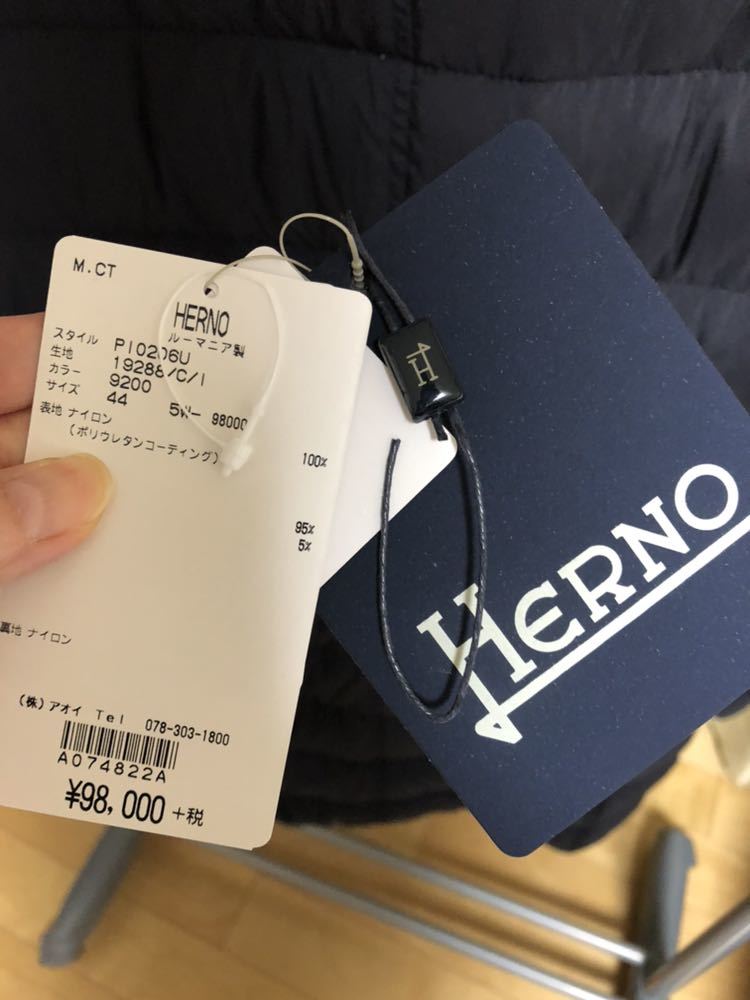 M.CT
HERNO
ルーマニア製
スタイル PI0206U
生地 19288/C/I
カラー 9200
サイズ 44 5W- 98000
表地 ナイロン 100%
(ポリウレタンコーティング)
95%
5%
裏地 ナイロン
(株)アオイ Tel 078-303-1800
A074822A
¥98,000 +税
H
HERNO